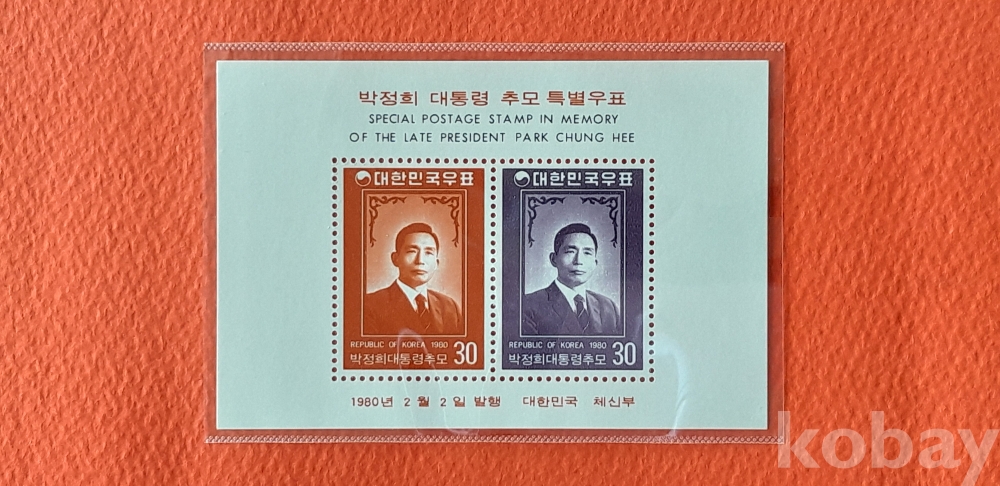 박정희 대통령 추모 특별우표
SPECIAL POSTAGE STAMP IN MEMORY
OF THE LATE PRESIDENT PARK CHUNG HEE
대한민국우표
REPUBLIC OF KOREA 1980
박정희대통령추모 30
대한민국우표
REPUBLIC OF KOREA 1980
박정희대통령추모 30
1980년 2월 2일 발행 대한민국 체신부
kobay